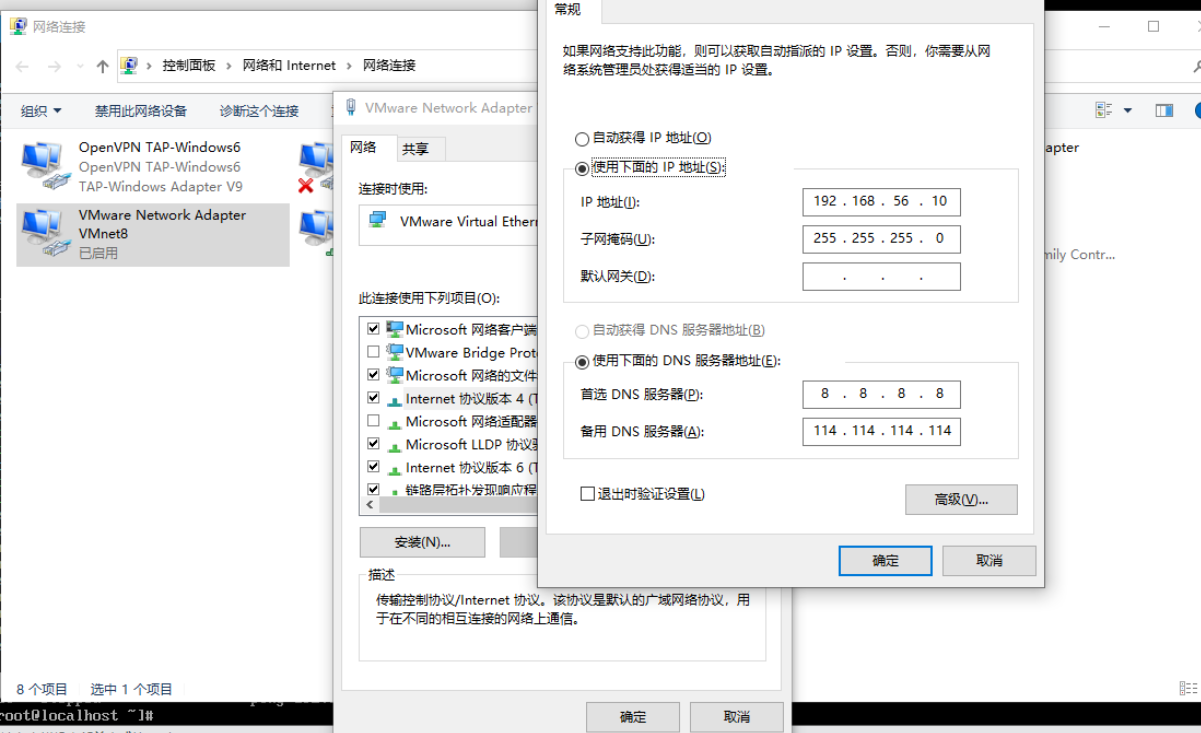 网络连接
控制面板 › 网络和 Internet › 网络连接
组织
禁用此网络设备
诊断这个连接
OpenVPN TAP-Windows6
OpenVPN TAP-Windows6
TAP-Windows Adapter V9
VMware Network Adapter
VMnet8
已启用
apter
mily Contr...
8 个项目
选中 1 个项目
root@localhost ~]#
VMware Network Adapter
网络
共享
连接时使用:
VMware Virtual Ethern
此连接使用下列项目(O):
Microsoft 网络客户端
VMware Bridge Prot
Microsoft 网络的文件
Internet 协议版本 4 (T
Microsoft 网络适配器
Microsoft LLDP 协议驱
Internet 协议版本 6 (T
链路层拓扑发现响应程
安装(N)...
描述
传输控制协议/Internet 协议。该协议是默认的广域网络协议，用
于在不同的相互连接的网络上通信。
确定
取消
常规
如果网络支持此功能，则可以获取自动指派的 IP 设置。否则，你需要从网
络系统管理员处获得适当的 IP 设置。
自动获得 IP 地址(O)
使用下面的 IP 地址(S):
IP 地址(I):
192 . 168 . 56 . 10
子网掩码(U):
255 . 255 . 255 . 0
默认网关(D):
. . .
自动获得 DNS 服务器地址(B)
使用下面的 DNS 服务器地址(E):
首选 DNS 服务器(P):
8 . 8 . 8 . 8
备用 DNS 服务器(A):
114 . 114 . 114 . 114
退出时验证设置(L)
高级(V)...
确定
取消